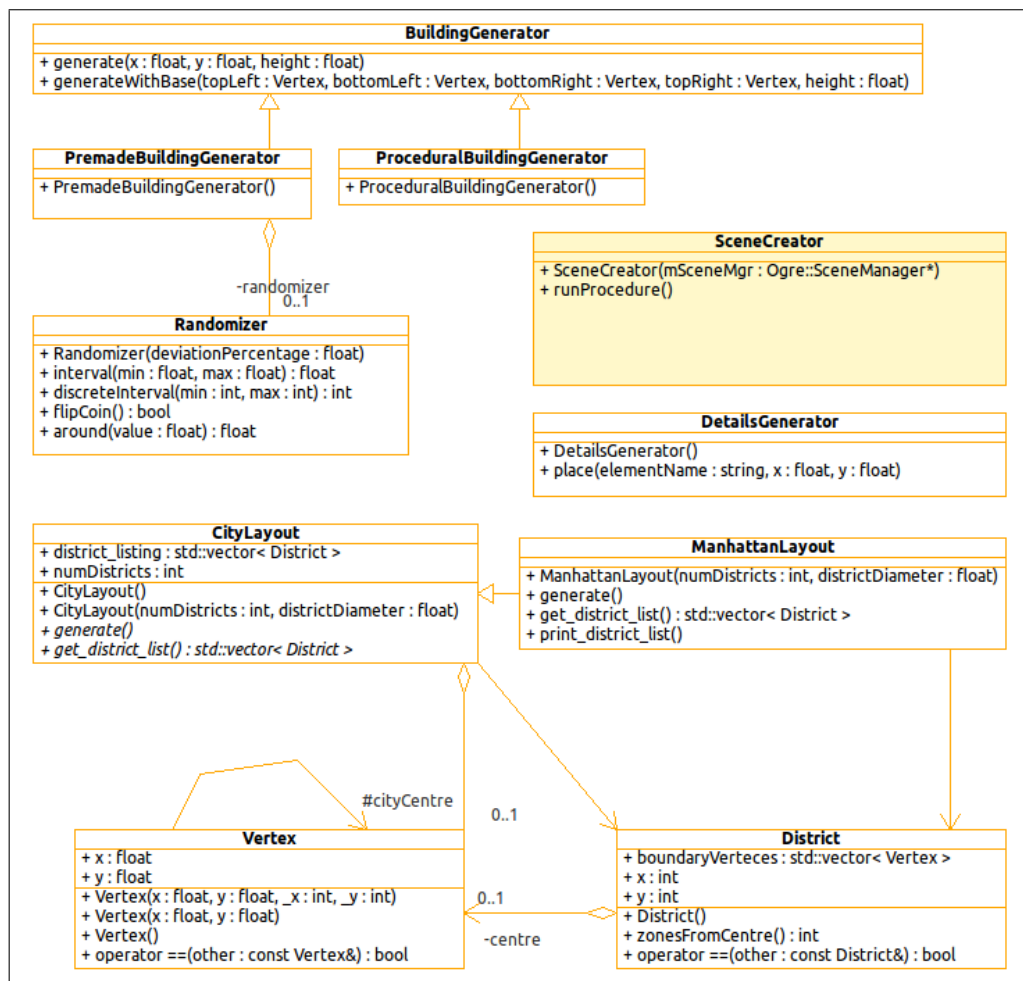 BuildingGenerator
+ generate(x : float, y : float, height : float)
+ generateWithBase(topLeft : Vertex, bottomLeft : Vertex, bottomRight : Vertex, topRight : Vertex, height : float)
PremadeBuildingGenerator
+ PremadeBuildingGenerator()
ProceduralBuildingGenerator
+ ProceduralBuildingGenerator()
SceneCreator
+ SceneCreator(mSceneMgr : Ogre::SceneManager*)
+ runProcedure()
-randomizer
0..1
Randomizer
+ Randomizer(deviationPercentage : float)
+ interval(min : float, max : float) : float
+ discreteInterval(min : int, max : int) : int
+ flipCoin() : bool
+ around(value : float) : float
DetailsGenerator
+ DetailsGenerator()
+ place(elementName : string, x : float, y : float)
CityLayout
+ district_listing : std::vector< District >
+ numDistricts : int
+ CityLayout()
+ CityLayout(numDistricts : int, districtDiameter : float)
+ generate()
+ get_district_list() : std::vector< District >
ManhattanLayout
+ ManhattanLayout(numDistricts : int, districtDiameter : float)
+ generate()
+ get_district_list() : std::vector< District >
+ print_district_list()
#cityCentre
0..1
Vertex
+ x : float
+ y : float
+ Vertex(x : float, y : float, _x : int, _y : int)
+ Vertex(x : float, y : float)
+ Vertex()
+ operator ==(other : const Vertex&) : bool
0..1
-centre
District
+ boundaryVerteces : std::vector< Vertex >
+ x : int
+ y : int
+ District()
+ zonesFromCentre() : int
+ operator ==(other : const District&) : bool